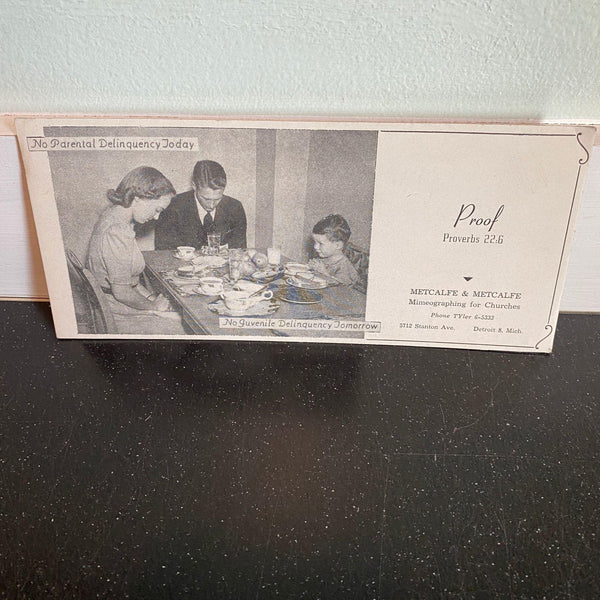 No Parental Delinquency Today
No Juvenile Delinquency Tomorrow
Proof
Proverbs 22:6
METCALFE & METCALFE
Mimeographing for Churches
Phone TYler 6-5333
5712 Stanton Ave. Detroit 8, Mich.